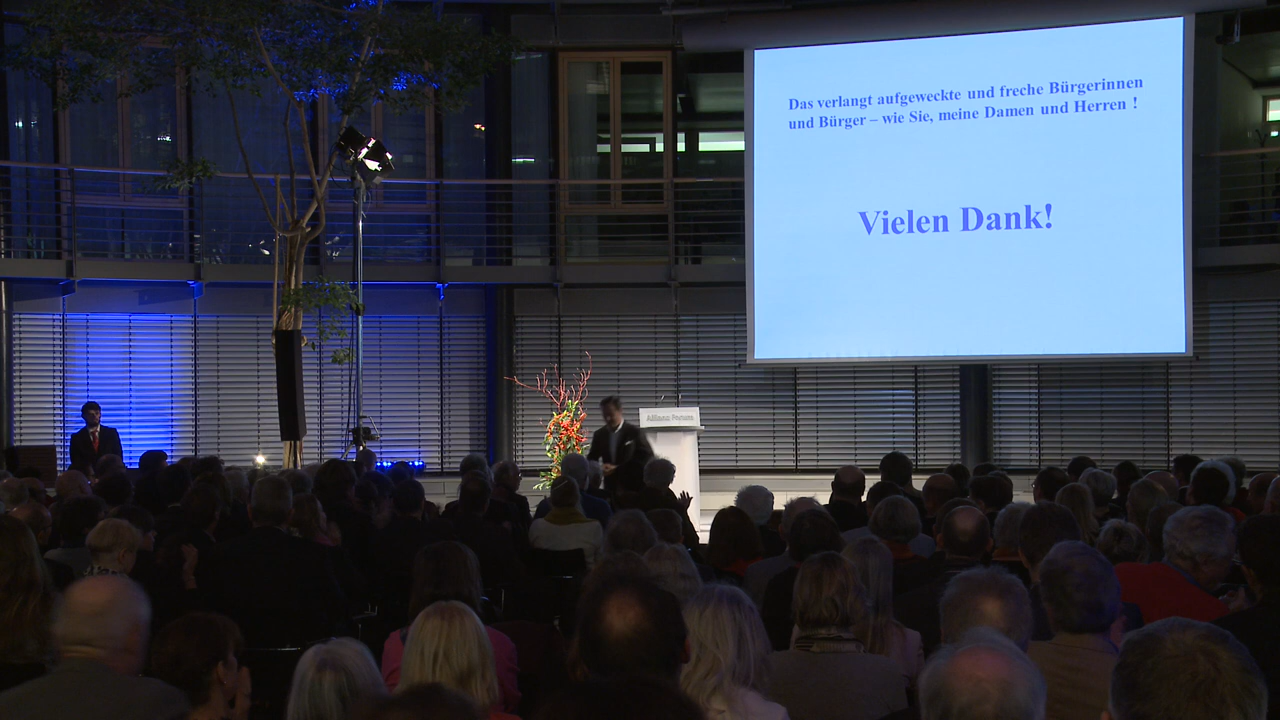 Das verlangt aufgeweckte und freche Bürgerinnen
und Bürger – wie Sie, meine Damen und Herren !
Vielen Dank!
Allianz Forum